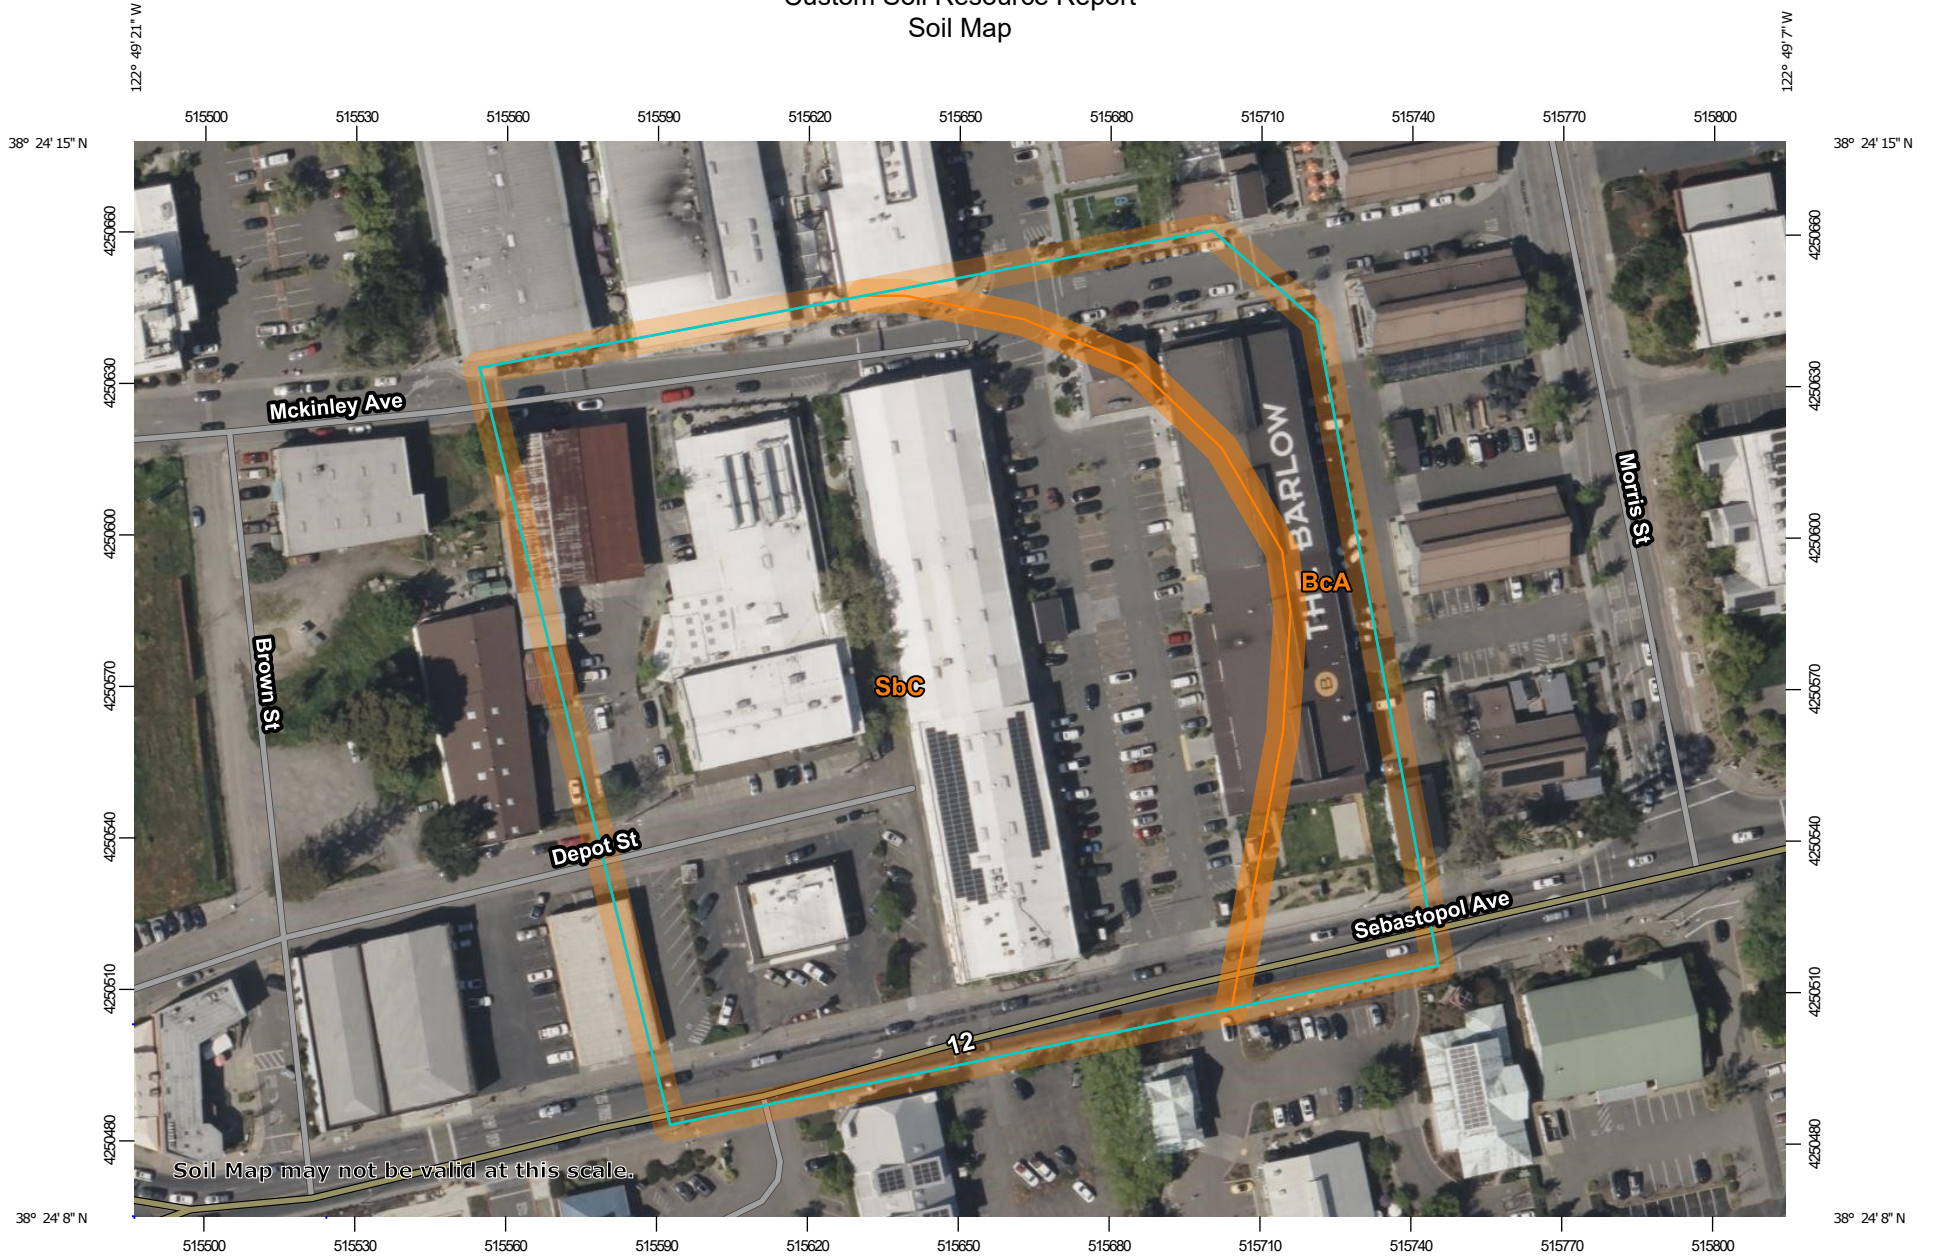 Custom Soil Resource Report
Soil Map
122° 49' 21" W
122° 49' 7" W
515500 515530 515560 515590 515620 515650 515680 515710 515740 515770 515800
38° 24' 15" N
38° 24' 15" N
4250660
4250660
4250630
4250630
Mckinley Ave
THE BARLOW
Morris St
4250600
4250600
BcA
Brown St
SbC
4250570
4250570
B
4250540
4250540
Depot St
Sebastopol Ave
4250510
4250510
12
4250480
4250480
Soil Map may not be valid at this scale.
38° 24' 8" N
38° 24' 8" N
515500 515530 515560 515590 515620 515650 515680 515710 515740 515770 515800